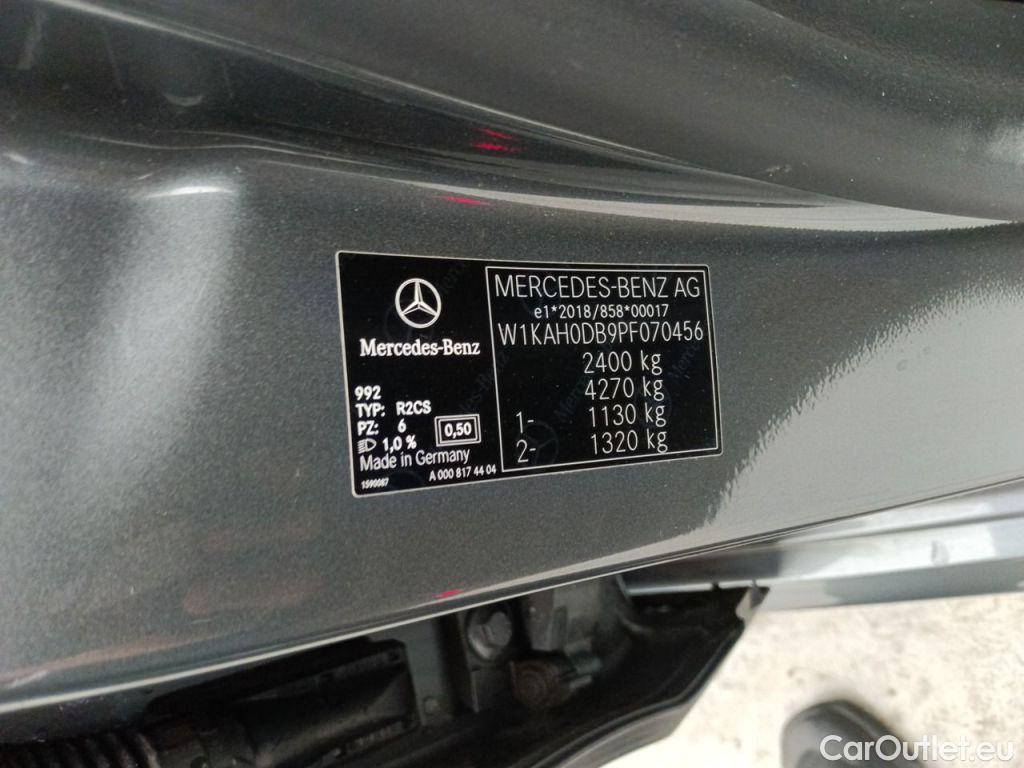 Mercedes-Benz
992
TYP: R2CS
PZ: 6
1,0 % 0,50
Made in Germany
1590087 A 000 817 44 04
MERCEDES-BENZ AG
e1*2018/858*00017
W1KAH0DB9PF070456
2400 kg
4270 kg
1- 1130 kg
2- 1320 kg
CarOutlet.eu